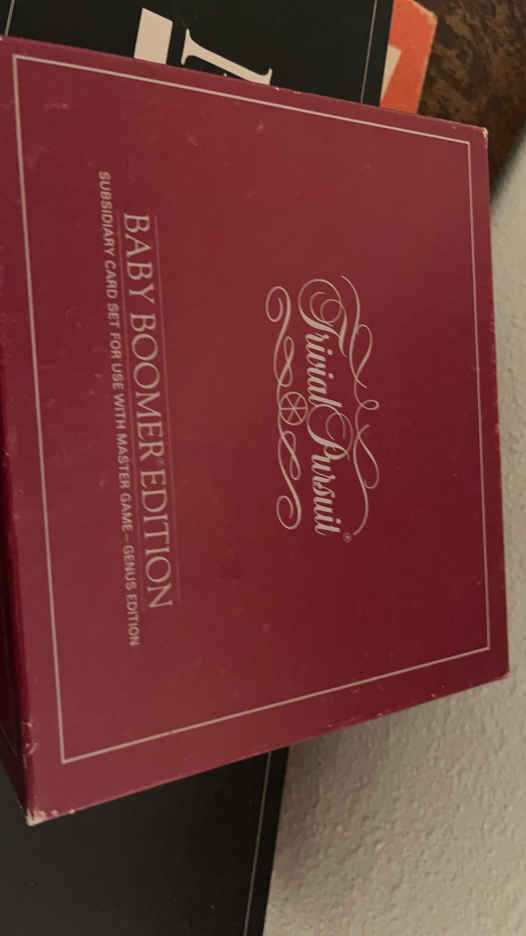 Trivial Pursuit®
BABY BOOMER EDITION
SUBSIDIARY CARD SET FOR USE WITH MASTER GAME – GENUS EDITION